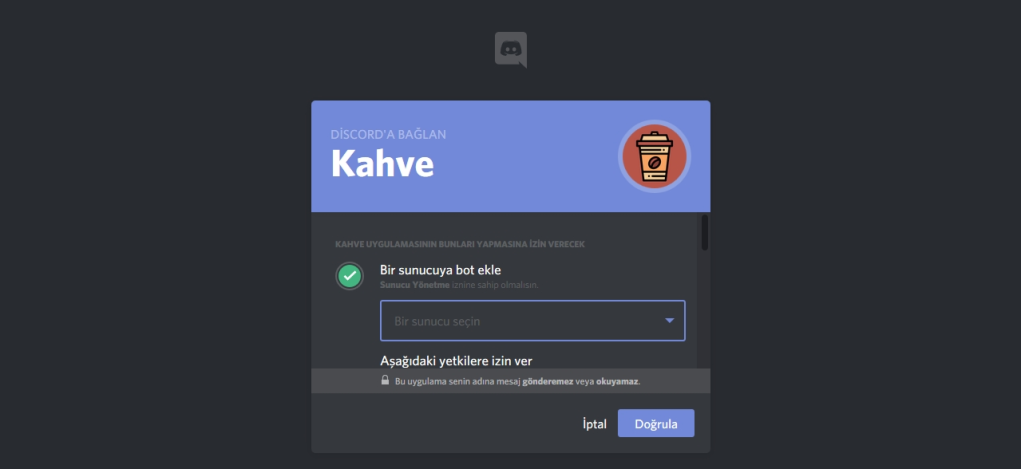 DİSCORD'A BAĞLAN
Kahve
KAHVE UYGULAMASININ BUNLARI YAPMASINA İZİN VERECEK
Bir sunucuya bot ekle
Sunucu Yönetme iznine sahip olmalısın.
Bir sunucu seçin
Aşağıdaki yetkilere izin ver
Bu uygulama senin adına mesaj gönderemez veya okuyamaz.
İptal
Doğrula